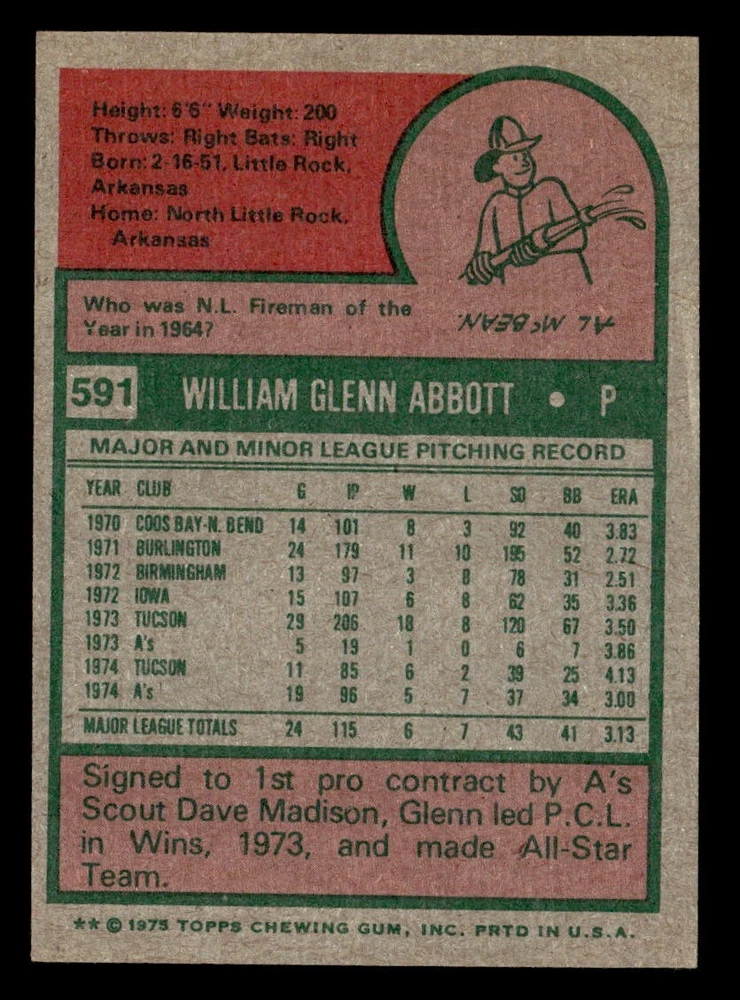 Height: 6'6" Weight: 200
Throws: Right Bats: Right
Born: 2-16-51, Little Rock,
Arkansas
Home: North Little Rock,
Arkansas
Who was N.L. Fireman of the
Year in 1964?
AL McBEAN.
591 WILLIAM GLENN ABBOTT • P
MAJOR AND MINOR LEAGUE PITCHING RECORD
YEAR CLUB G IP W L SO BB ERA
1970 COOS BAY-N. BEND 14 101 8 3 92 40 3.83
1971 BURLINGTON 24 179 11 10 195 52 2.72
1972 BIRMINGHAM 13 97 3 8 78 31 2.51
1972 IOWA 15 107 6 8 62 35 3.36
1973 TUCSON 29 206 18 8 120 67 3.50
1973 A's 5 19 1 0 6 7 3.86
1974 TUCSON 11 85 6 2 39 25 4.13
1974 A's 19 96 5 7 37 34 3.00
MAJOR LEAGUE TOTALS 24 115 6 7 43 41 3.13
Signed to 1st pro contract by A's
Scout Dave Madison, Glenn led P.C.L.
in Wins, 1973, and made All-Star
Team.
** © 1975 TOPPS CHEWING GUM, INC. PRTD IN U.S.A.